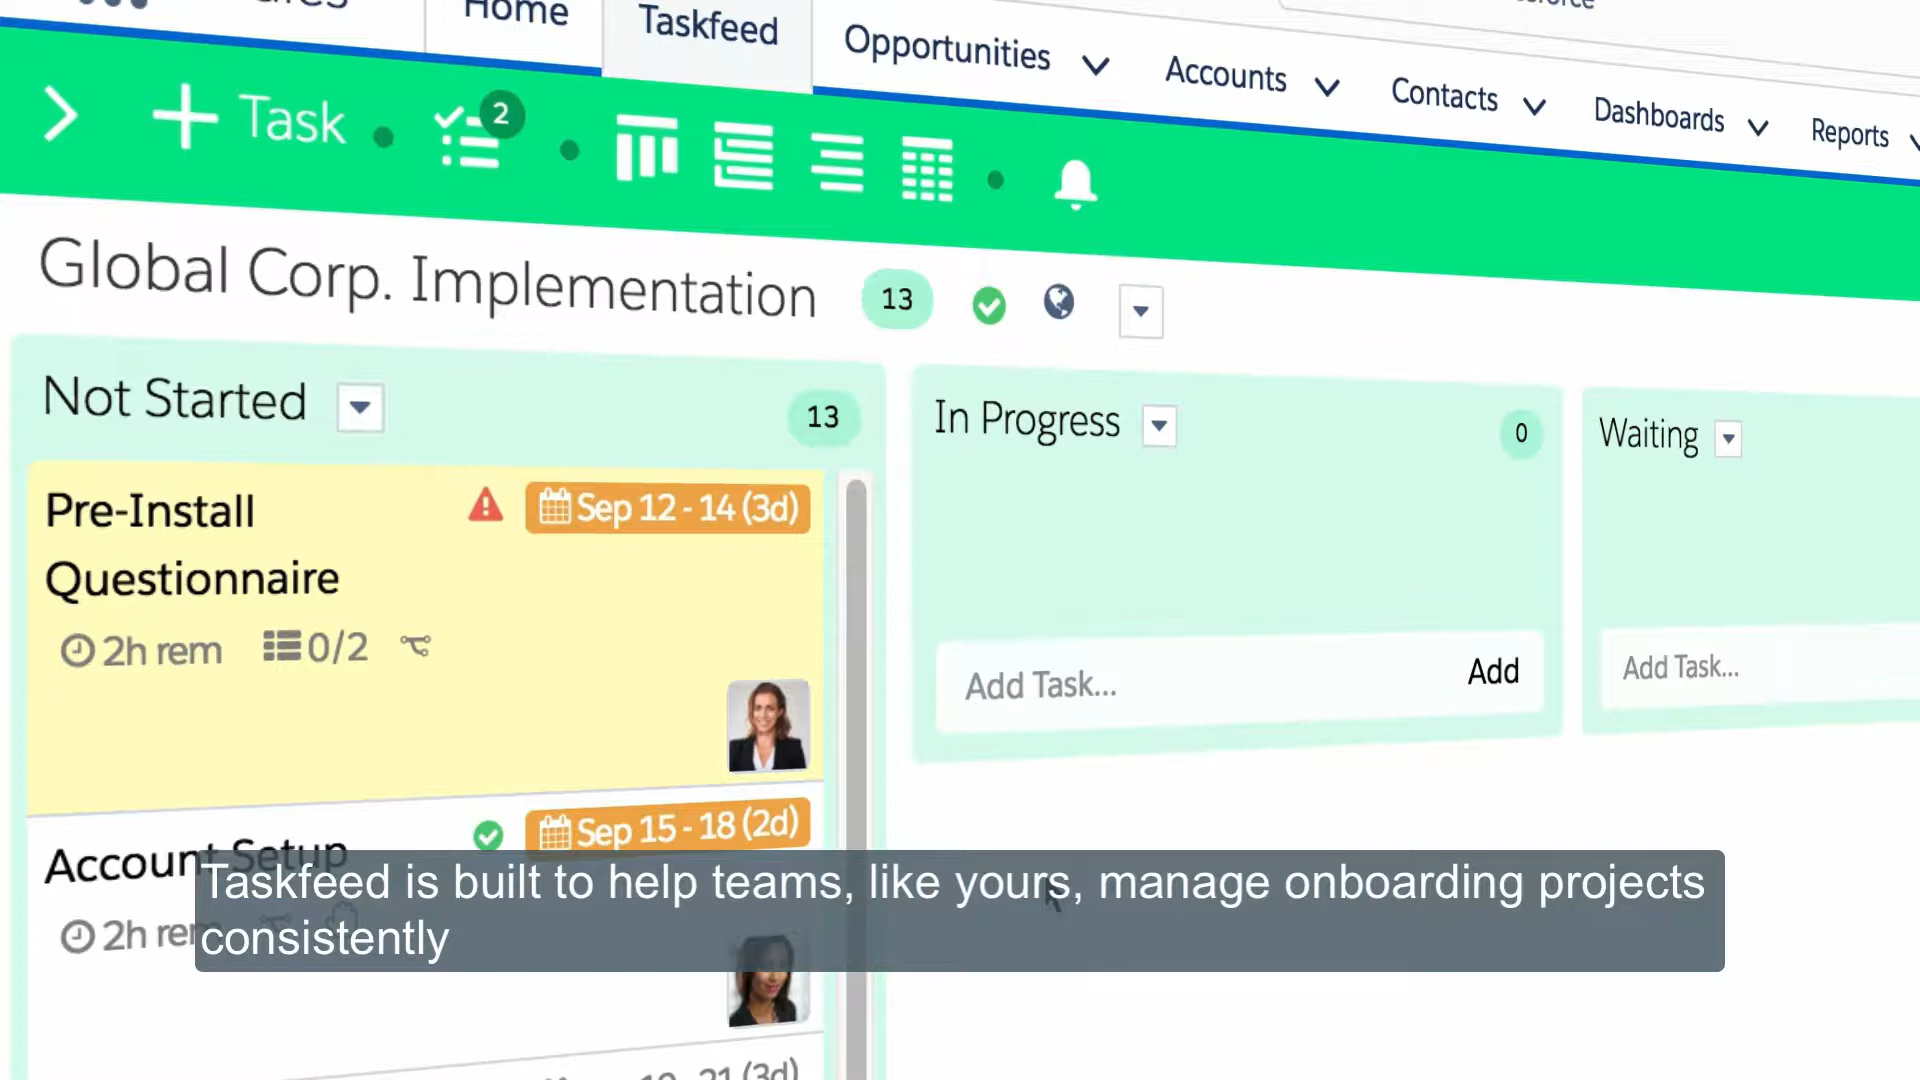 Home
Taskfeed
Opportunities
Accounts
Contacts
Dashboards
Reports
Task
2
Global Corp. Implementation 13
Not Started 13
In Progress 0
Waiting
Pre-Install
Questionnaire
Sep 12 - 14 (3d)
2h rem 0/2
Add Task... Add
Add Task...
Account Setup
Sep 15 - 18 (2d)
2h rem
21 (3d)
Taskfeed is built to help teams, like yours, manage onboarding projects
consistently